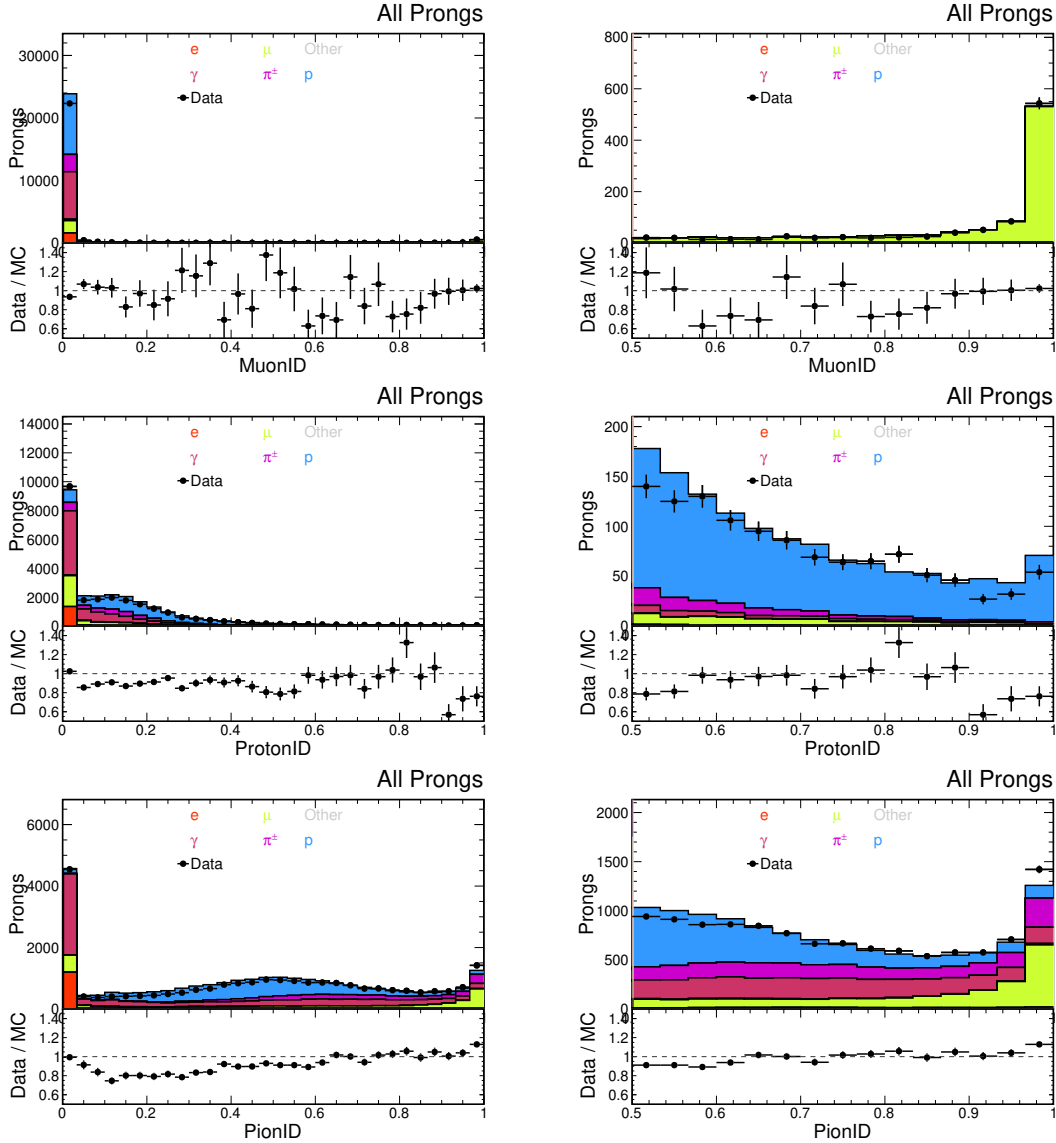 All Prongs
Prongs
30000
20000
10000
0
e μ Other
γ π± p
Data
Data / MC
1.4
1.2
1
0.8
0.6
0 0.2 0.4 0.6 0.8 1
MuonID
All Prongs
Prongs
800
600
400
200
0
e μ Other
γ π± p
Data
Data / MC
1.4
1.2
1
0.8
0.6
0.5 0.6 0.7 0.8 0.9 1
MuonID
All Prongs
Prongs
14000
12000
10000
8000
6000
4000
2000
0
e μ Other
γ π± p
Data
Data / MC
1.4
1.2
1
0.8
0.6
0 0.2 0.4 0.6 0.8 1
ProtonID
All Prongs
Prongs
200
150
100
50
0
e μ Other
γ π± p
Data
Data / MC
1.4
1.2
1
0.8
0.6
0.5 0.6 0.7 0.8 0.9 1
ProtonID
All Prongs
Prongs
6000
4000
2000
0
e μ Other
γ π± p
Data
Data / MC
1.4
1.2
1
0.8
0.6
0 0.2 0.4 0.6 0.8 1
PionID
All Prongs
Prongs
2000
1500
1000
500
0
e μ Other
γ π± p
Data
Data / MC
1.4
1.2
1
0.8
0.6
0.5 0.6 0.7 0.8 0.9 1
PionID